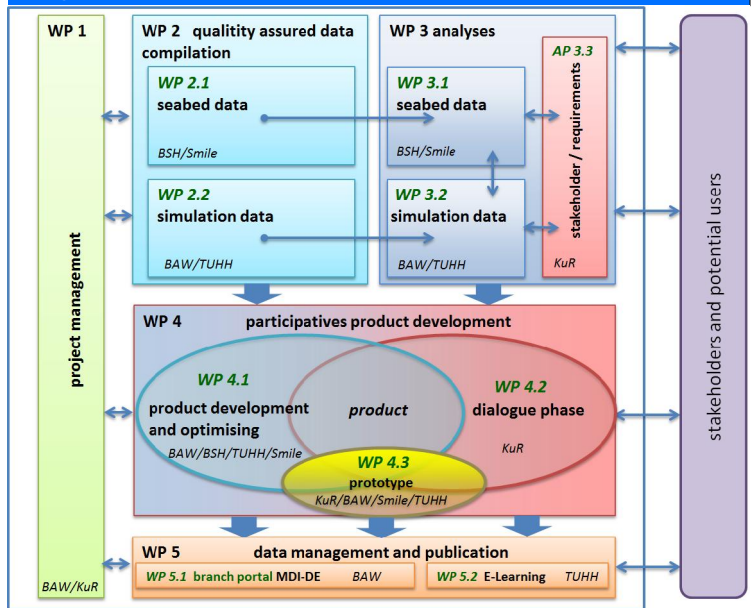 WP 1
project management
BAW/KuR
WP 2 qualitity assured data
compilation
WP 2.1
seabed data
BSH/Smile
WP 2.2
simulation data
BAW/TUHH
WP 3 analyses
WP 3.1
seabed data
BSH/Smile
WP 3.2
simulation data
BAW/TUHH
AP 3.3
stakeholder / requirements
KuR
WP 4 participatives product development
WP 4.1
product development
and optimising
BAW/BSH/TUHH/Smile
product
WP 4.2
dialogue phase
KuR
WP 4.3
prototype
KuR/BAW/Smile/TUHH
WP 5 data management and publication
WP 5.1 branch portal MDI-DE BAW
WP 5.2 E-Learning TUHH
stakeholders and potential users